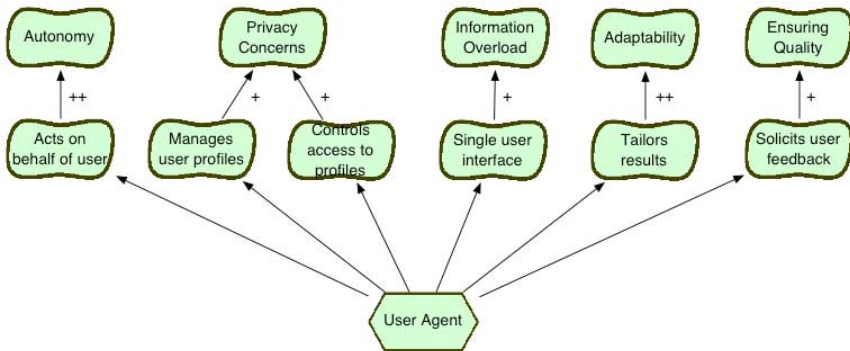 Autonomy
Privacy
Concerns
Information
Overload
Adaptability
Ensuring
Quality
++
+
+
+
++
+
Acts on
behalf of user
Manages
user profiles
Controls
access to
profiles
Single user
interface
Tailors
results
Solicits user
feedback
User Agent